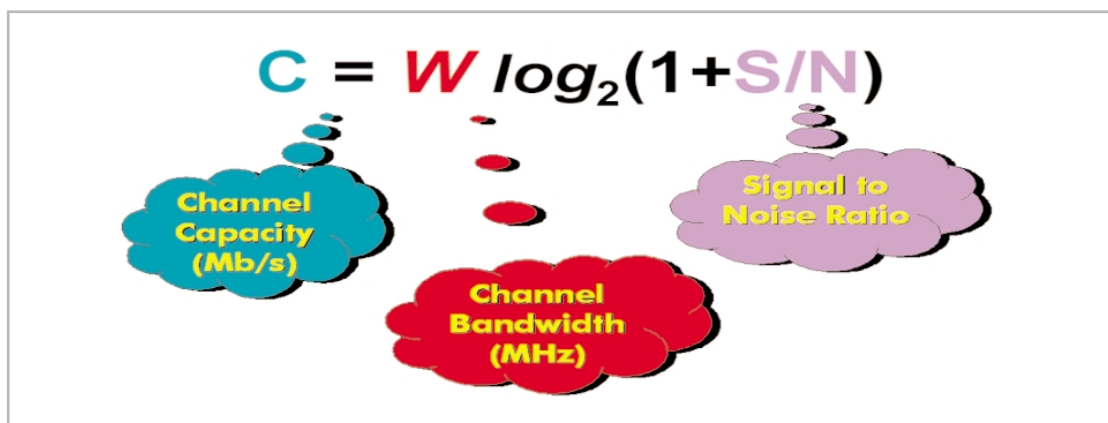 C = W log₂(1+S/N)
Channel
Capacity
(Mb/s)
Channel
Bandwidth
(MHz)
Signal to
Noise Ratio